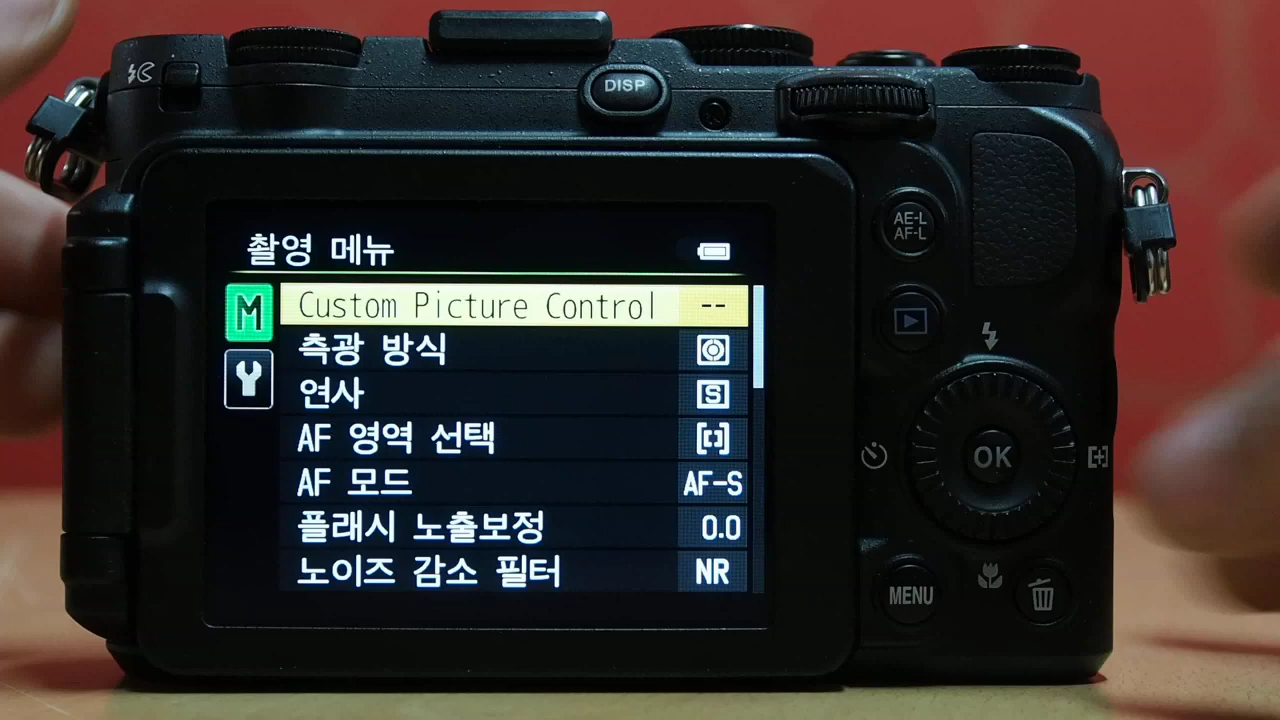 DISP
AE-L
AF-L
촬영 메뉴
M
Custom Picture Control --
측광 방식
연사 S
AF 영역 선택
AF 모드 AF-S
플래시 노출보정 0.0
노이즈 감소 필터 NR
OK
MENU